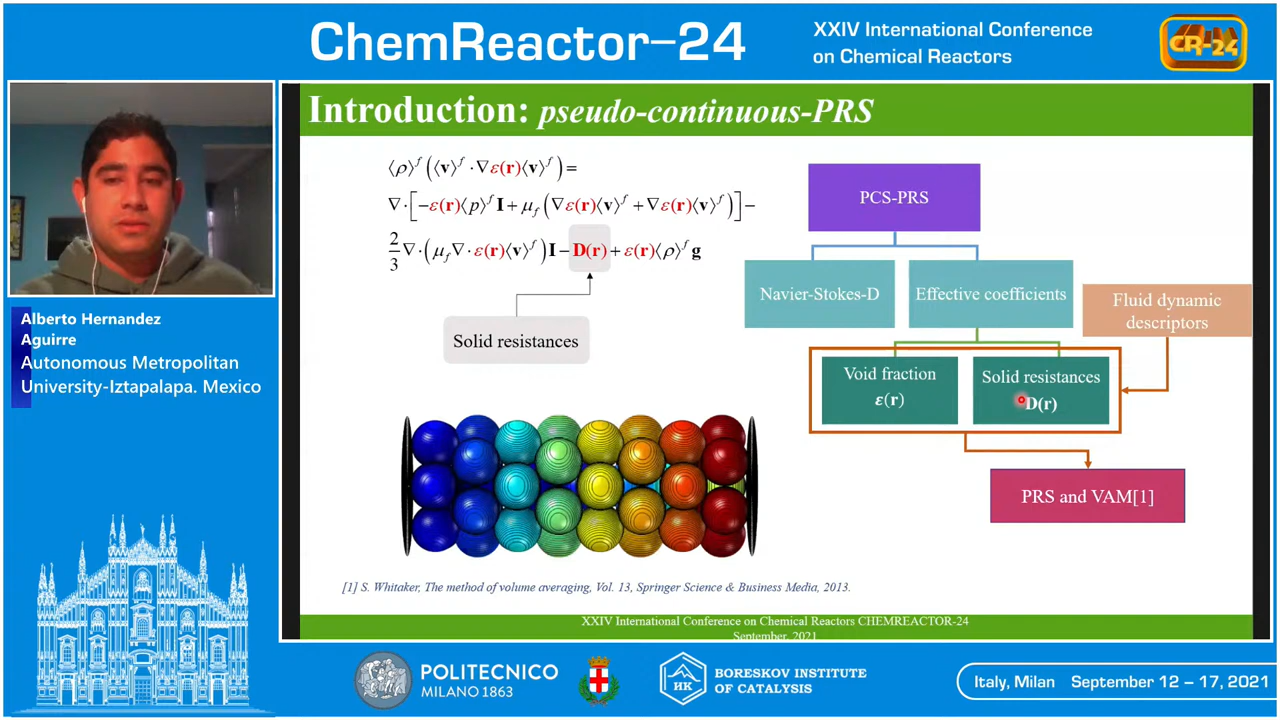 ChemReactor–24
XXIV International Conference
on Chemical Reactors
CR-24
Introduction: pseudo-continuous-PRS
⟨ρ⟩ᶠ(⟨v⟩ᶠ·∇ε(r)⟨v⟩ᶠ)=
∇·[−ε(r)⟨p⟩ᶠI+μ_f(∇ε(r)⟨v⟩ᶠ+∇ε(r)⟨v⟩ᶠ)]−
2/3∇·(μ_f∇·ε(r)⟨v⟩ᶠ)I−D(r)+ε(r)⟨ρ⟩ᶠg
Solid resistances
PCS-PRS
Navier-Stokes-D
Effective coefficients
Fluid dynamic
descriptors
Void fraction
ε(r)
Solid resistances
D(r)
PRS and VAM[1]
[1] S. Whitaker, The method of volume averaging, Vol. 13, Springer Science & Business Media, 2013.
XXIV International Conference on Chemical Reactors CHEMREACTOR-24
September, 2021
Alberto Hernandez
Aguirre
Autonomous Metropolitan
University-Iztapalapa. Mexico
POLITECNICO
MILANO 1863
НК
BORESKOV INSTITUTE
OF CATALYSIS
Italy, Milan September 12 – 17, 2021